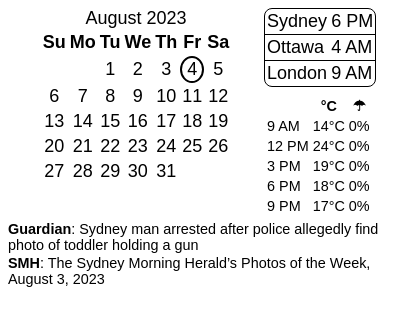 August 2023
Su Mo Tu We Th Fr Sa
1 2 3 4 5
6 7 8 9 10 11 12
13 14 15 16 17 18 19
20 21 22 23 24 25 26
27 28 29 30 31
Sydney 6 PM
Ottawa 4 AM
London 9 AM
°C ☂
9 AM 14°C 0%
12 PM 24°C 0%
3 PM 19°C 0%
6 PM 18°C 0%
9 PM 17°C 0%
Guardian: Sydney man arrested after police allegedly find
photo of toddler holding a gun
SMH: The Sydney Morning Herald's Photos of the Week,
August 3, 2023